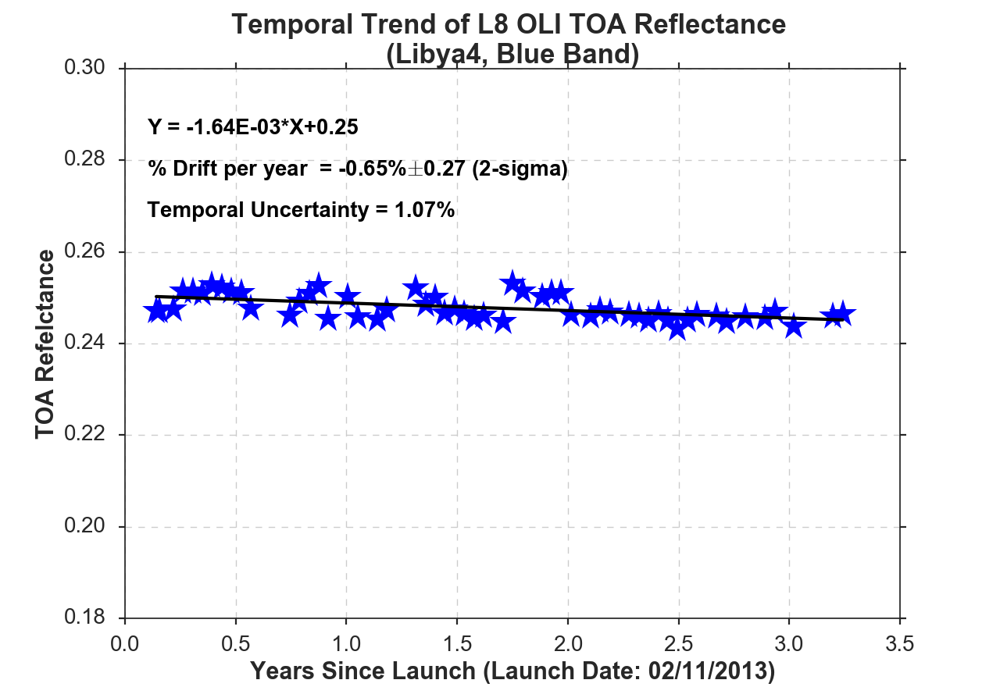 Temporal Trend of L8 OLI TOA Reflectance
(Libya4, Blue Band)
0.30
Y = -1.64E-03*X+0.25
0.28
% Drift per year = -0.65%±0.27 (2-sigma)
Temporal Uncertainty = 1.07%
0.26
0.24
0.22
0.20
0.18
TOA Refelctance
0.0 0.5 1.0 1.5 2.0 2.5 3.0 3.5
Years Since Launch (Launch Date: 02/11/2013)